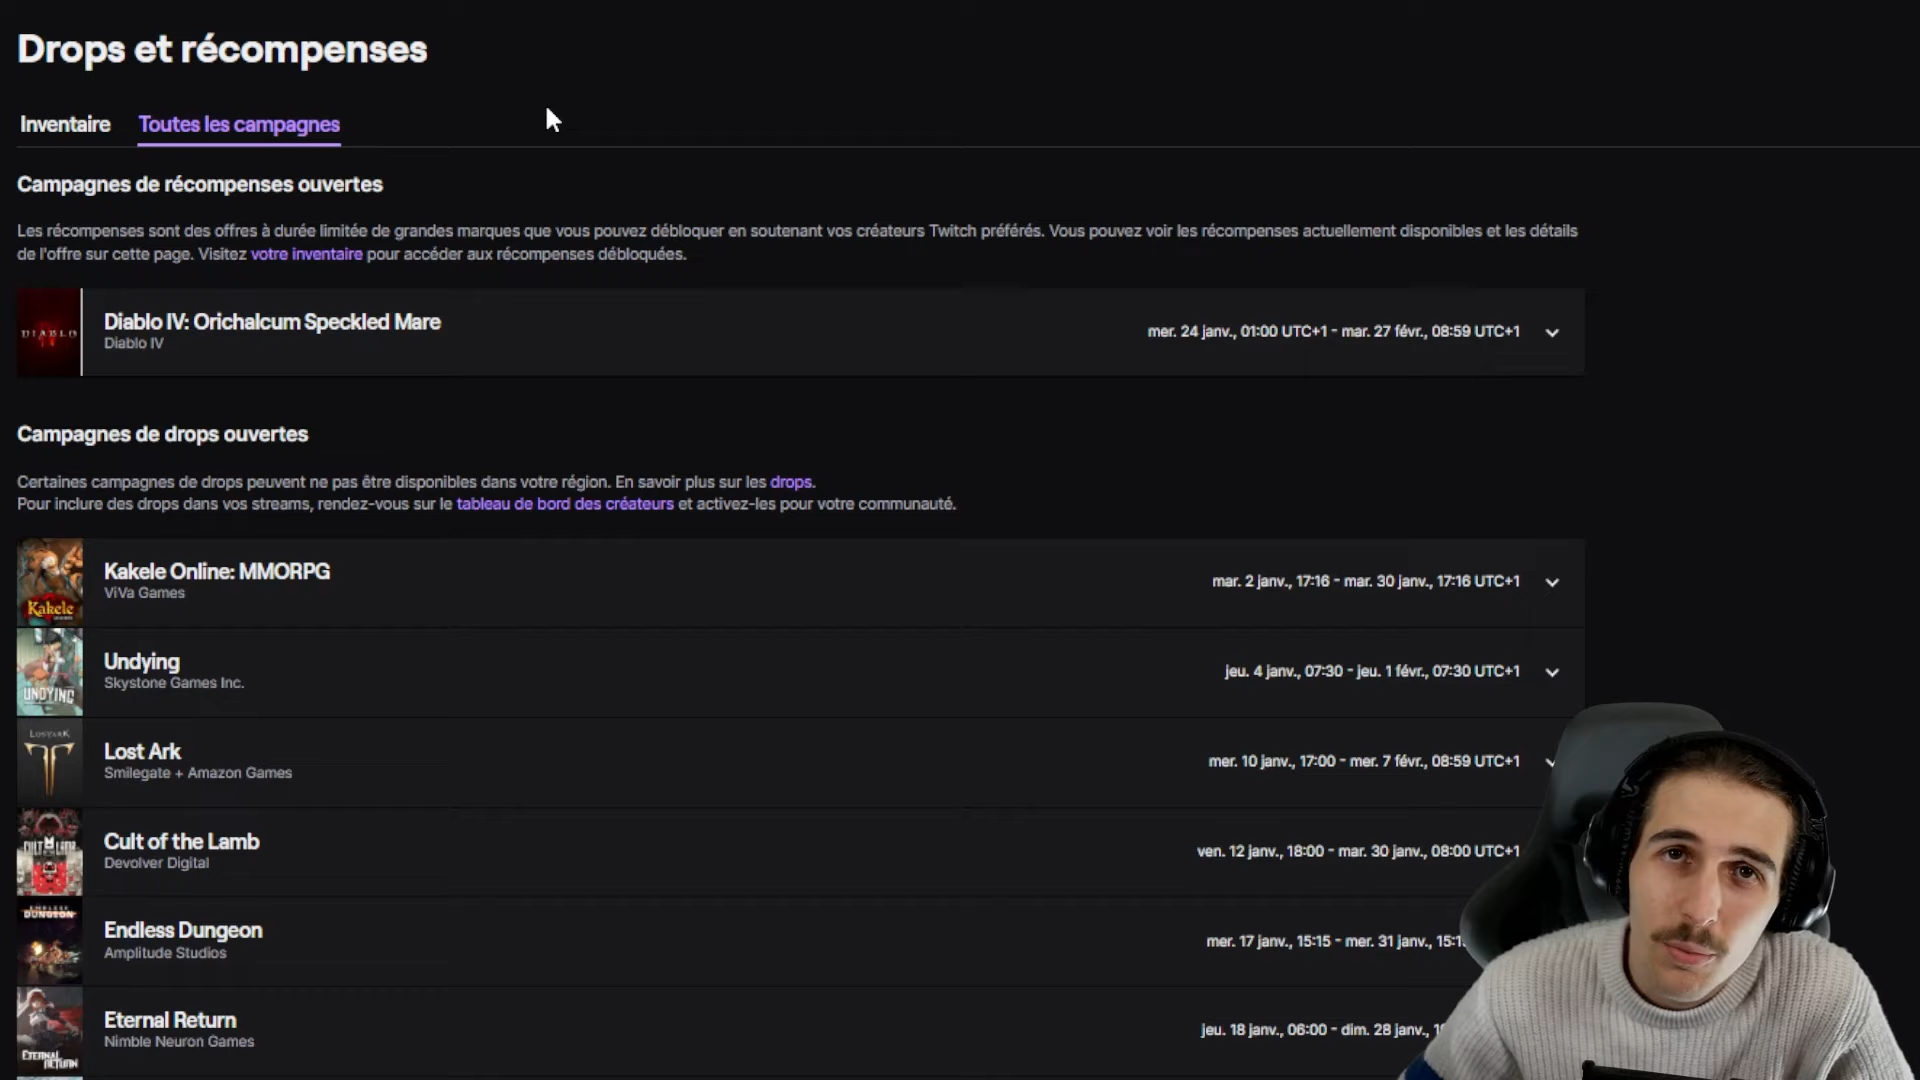 Drops et récompenses
Inventaire
Toutes les campagnes
Campagnes de récompenses ouvertes
Les récompenses sont des offres à durée limitée de grandes marques que vous pouvez débloquer en soutenant vos créateurs Twitch préférés. Vous pouvez voir les récompenses actuellement disponibles et les détails
de l'offre sur cette page. Visitez votre inventaire pour accéder aux récompenses débloquées.
DIABLO
Diablo IV: Orichalcum Speckled Mare
Diablo IV
mer. 24 janv., 01:00 UTC+1 - mar. 27 févr., 08:59 UTC+1
Campagnes de drops ouvertes
Certaines campagnes de drops peuvent ne pas être disponibles dans votre région. En savoir plus sur les drops.
Pour inclure des drops dans vos streams, rendez-vous sur le tableau de bord des créateurs et activez-les pour votre communauté.
Kakele
Kakele Online: MMORPG
ViVa Games
mar. 2 janv., 17:16 - mar. 30 janv., 17:16 UTC+1
UNDYING
Undying
Skystone Games Inc.
jeu. 4 janv., 07:30 - jeu. 1 févr., 07:30 UTC+1
LOST ARK
Lost Ark
Smilegate + Amazon Games
mer. 10 janv., 17:00 - mer. 7 févr., 08:59 UTC+1
CULT OF THE LAMB
Cult of the Lamb
Devolver Digital
ven. 12 janv., 18:00 - mar. 30 janv., 08:00 UTC+1
ENDLESS
DUNGEON
Endless Dungeon
Amplitude Studios
mer. 17 janv., 15:15 - mer. 31 janv.,
ETERNAL
RETURN
Eternal Return
Nimble Neuron Games
jeu. 18 janv., 06:00 - dim. 28 janv.,